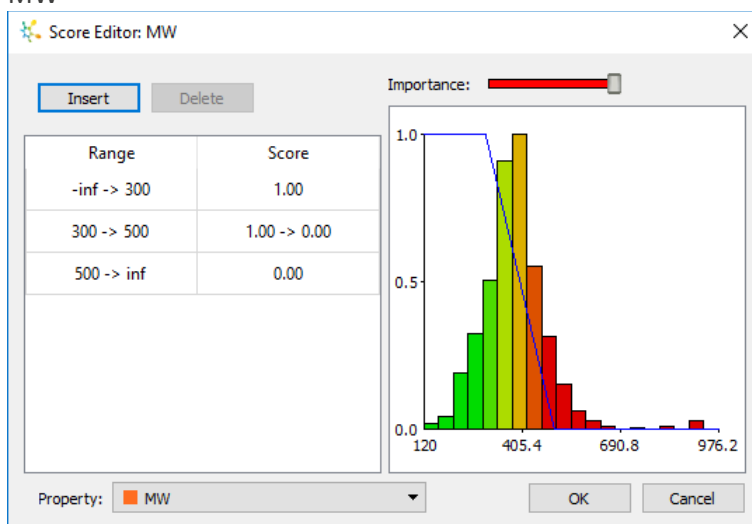 MW
Score Editor: MW
Insert Delete
Importance:
Range Score
-inf -> 300 1.00
300 -> 500 1.00 -> 0.00
500 -> inf 0.00
1.0
0.5
0.0
120 405.4 690.8 976.2
Property: MW OK Cancel